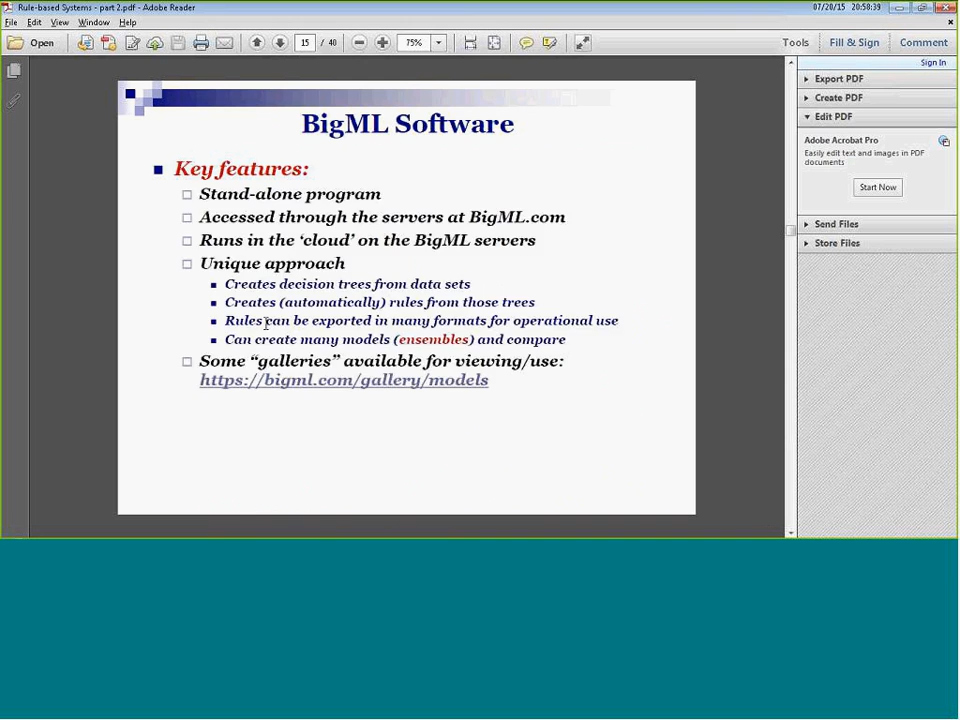 Rule-based Systems - part 2.pdf - Adobe Reader
07/20/15 20:58:39
File Edit View Window Help
Open
15 / 40
75%
Tools Fill & Sign Comment
Sign In
Export PDF
Create PDF
Edit PDF
Adobe Acrobat Pro
Easily edit text and images in PDF
documents
Start Now
Send Files
Store Files
BigML Software
Key features:
Stand-alone program
Accessed through the servers at BigML.com
Runs in the ‘cloud’ on the BigML servers
Unique approach
Creates decision trees from data sets
Creates (automatically) rules from those trees
Rules can be exported in many formats for operational use
Can create many models (ensembles) and compare
Some “galleries” available for viewing/use:
https://bigml.com/gallery/models